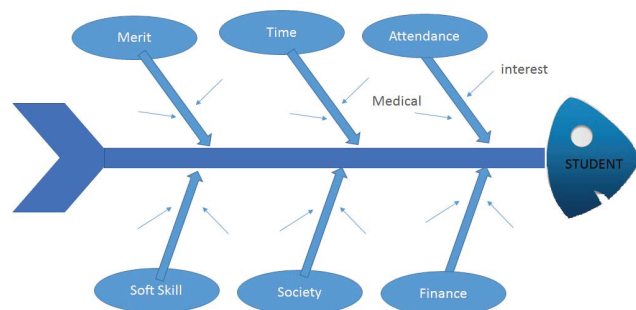 Merit
Time
Attendance
interest
Medical
STUDENT
Soft Skill
Society
Finance